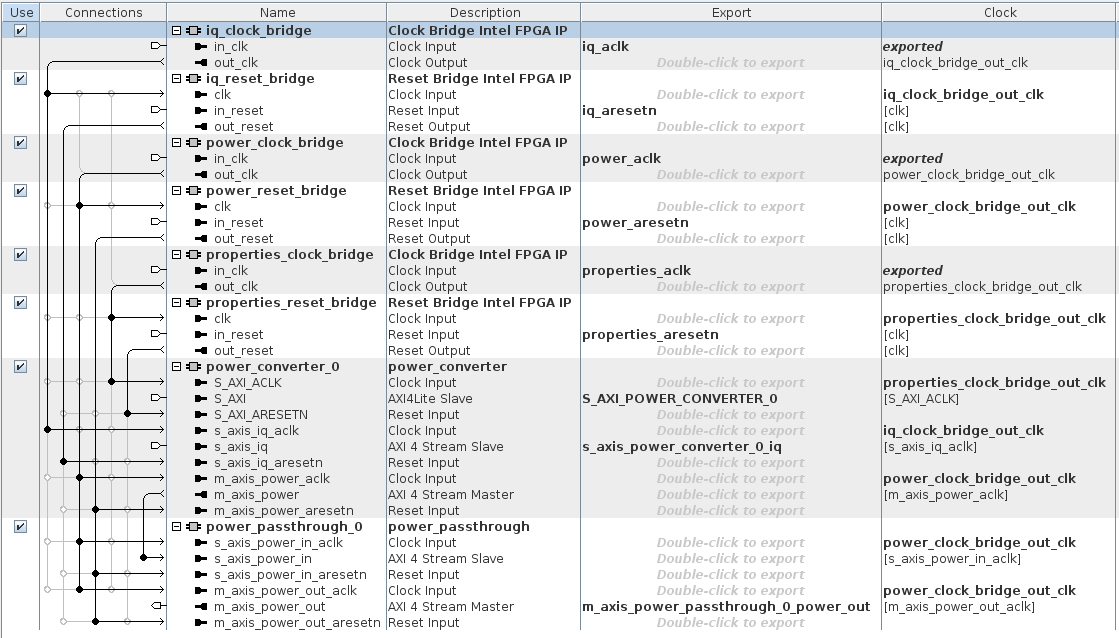 Use Connections Name Description Export Clock
iq_clock_bridge Clock Bridge Intel FPGA IP
in_clk Clock Input iq_aclk exported
out_clk Clock Output Double-click to export iq_clock_bridge_out_clk
iq_reset_bridge Reset Bridge Intel FPGA IP
clk Clock Input Double-click to export iq_clock_bridge_out_clk
in_reset Reset Input iq_aresetn [clk]
out_reset Reset Output Double-click to export [clk]
power_clock_bridge Clock Bridge Intel FPGA IP
in_clk Clock Input power_aclk exported
out_clk Clock Output Double-click to export power_clock_bridge_out_clk
power_reset_bridge Reset Bridge Intel FPGA IP
clk Clock Input Double-click to export power_clock_bridge_out_clk
in_reset Reset Input power_aresetn [clk]
out_reset Reset Output Double-click to export [clk]
properties_clock_bridge Clock Bridge Intel FPGA IP
in_clk Clock Input properties_aclk exported
out_clk Clock Output Double-click to export properties_clock_bridge_out_clk
properties_reset_bridge Reset Bridge Intel FPGA IP
clk Clock Input Double-click to export properties_clock_bridge_out_clk
in_reset Reset Input properties_aresetn [clk]
out_reset Reset Output Double-click to export [clk]
power_converter_0 power_converter
S_AXI_ACLK Clock Input Double-click to export properties_clock_bridge_out_clk
S_AXI AXI4Lite Slave S_AXI_POWER_CONVERTER_0 [S_AXI_ACLK]
S_AXI_ARESETN Reset Input Double-click to export
s_axis_iq_aclk Clock Input Double-click to export iq_clock_bridge_out_clk
s_axis_iq AXI 4 Stream Slave s_axis_power_converter_0_iq [s_axis_iq_aclk]
s_axis_iq_aresetn Reset Input Double-click to export
m_axis_power_aclk Clock Input Double-click to export power_clock_bridge_out_clk
m_axis_power AXI 4 Stream Master Double-click to export [m_axis_power_aclk]
m_axis_power_aresetn Reset Input Double-click to export
power_passthrough_0 power_passthrough
s_axis_power_in_aclk Clock Input Double-click to export power_clock_bridge_out_clk
s_axis_power_in AXI 4 Stream Slave Double-click to export [s_axis_power_in_aclk]
s_axis_power_in_aresetn Reset Input Double-click to export
m_axis_power_out_aclk Clock Input Double-click to export power_clock_bridge_out_clk
m_axis_power_out AXI 4 Stream Master m_axis_power_passthrough_0_power_out [m_axis_power_out_aclk]
m_axis_power_out_aresetn Reset Input Double-click to export